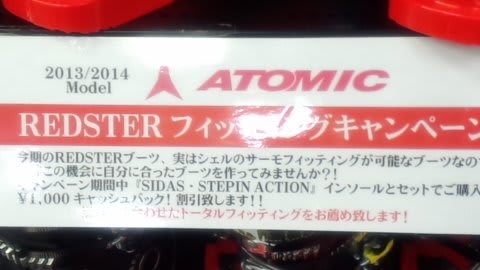 2013/2014
Model
ATOMIC
REDSTER フィッティングキャンペーン
今期のREDSTERブーツ、実はシェルのサーモフィッティングが可能なブーツなので
この機会に自分に合ったブーツを作ってみませんか?!
キャンペーン期間中『SIDAS・STEPIN ACTION』インソールとセットでご購入
¥1,000 キャッシュバック!割引致します!!
合わせたトータルフィッティングをお薦め致します!